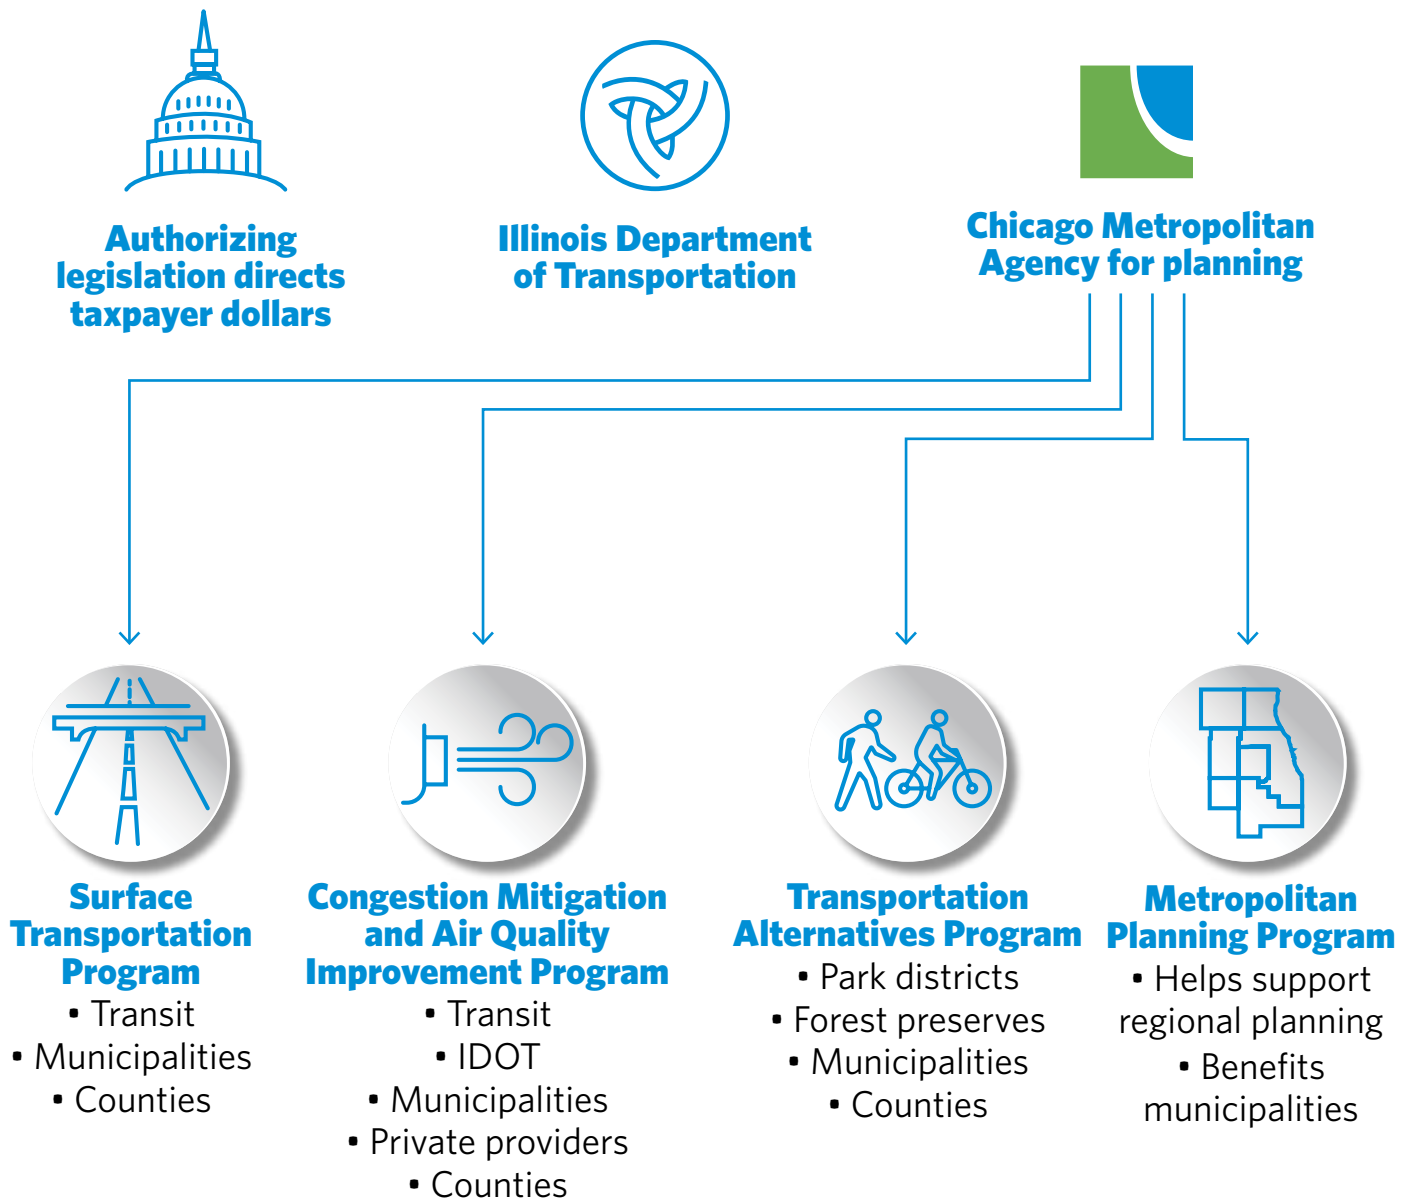 Authorizing
legislation directs
taxpayer dollars
Illinois Department
of Transportation
Chicago Metropolitan
Agency for planning
Surface
Transportation
Program
• Transit
• Municipalities
• Counties
Congestion Mitigation
and Air Quality
Improvement Program
• Transit
• IDOT
• Municipalities
• Private providers
• Counties
Transportation
Alternatives Program
• Park districts
• Forest preserves
• Municipalities
• Counties
Metropolitan
Planning Program
• Helps support
regional planning
• Benefits
municipalities